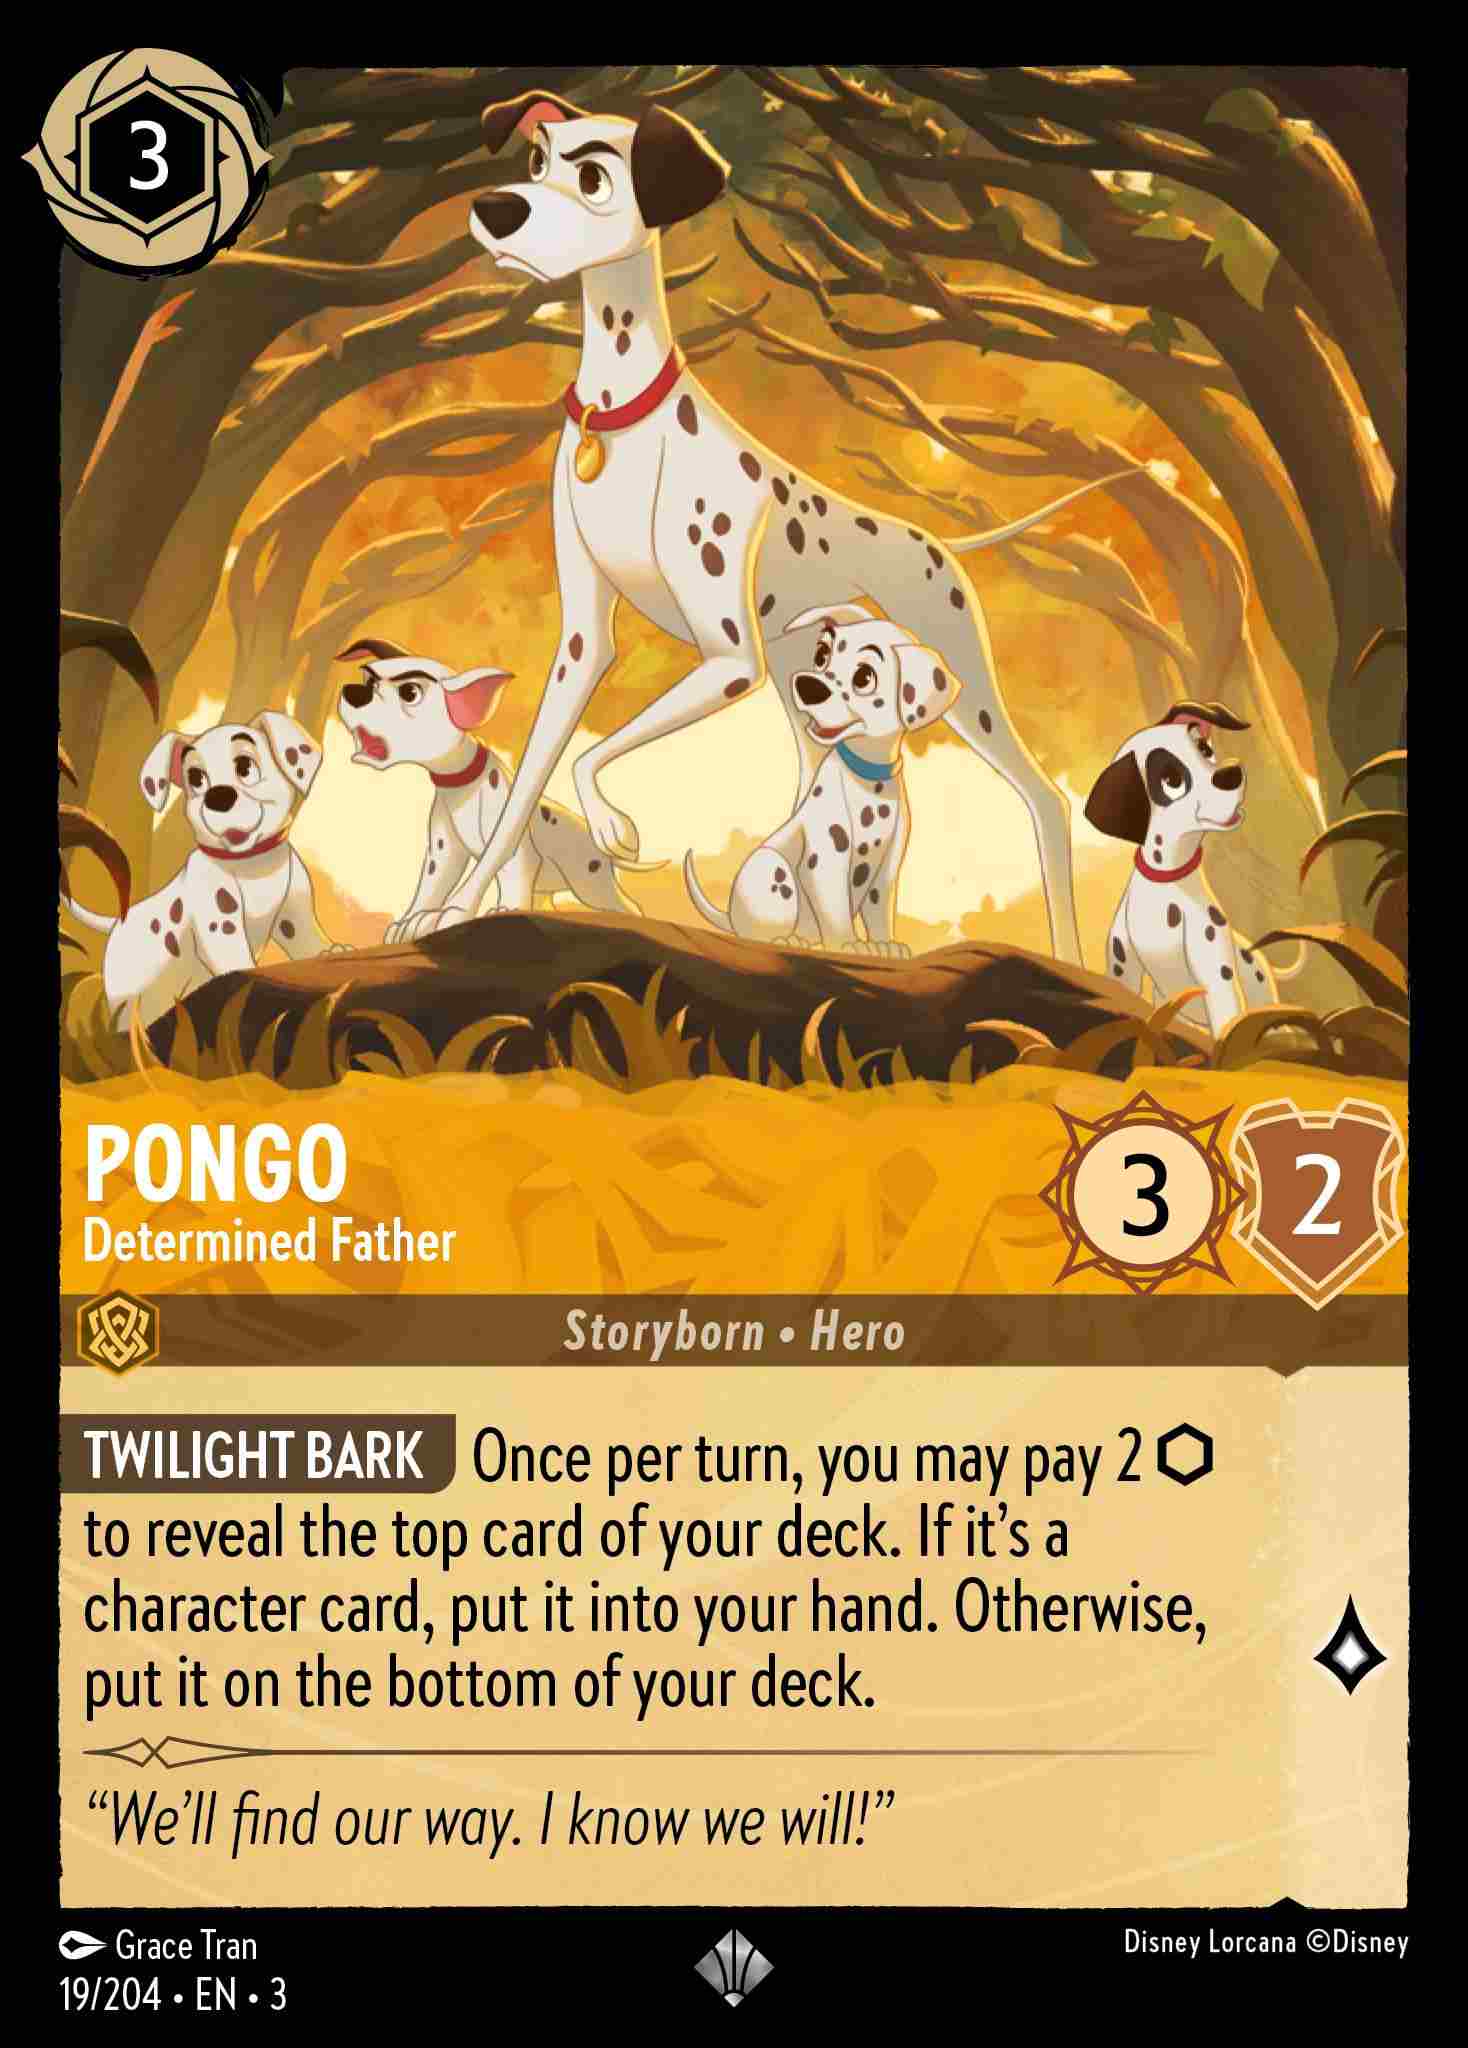 3
PONGO
Determined Father
3
2
Storyborn • Hero
TWILIGHT BARK Once per turn, you may pay 2 ⬡
to reveal the top card of your deck. If it’s a
character card, put it into your hand. Otherwise,
put it on the bottom of your deck.
“We’ll find our way. I know we will!”
Grace Tran
Disney Lorcana ©Disney
19/204 • EN • 3